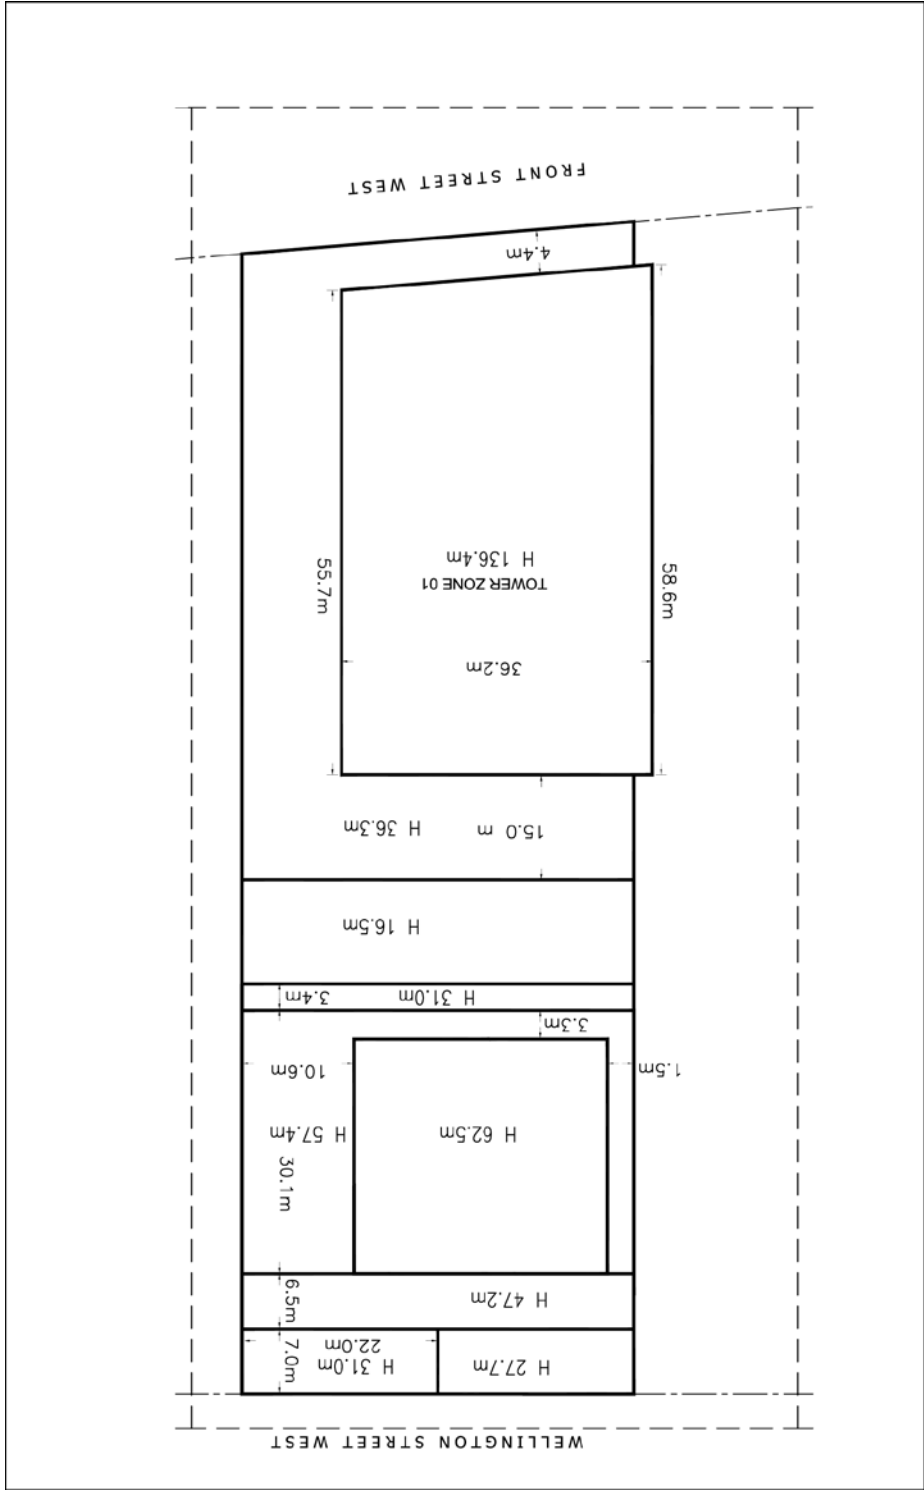 WELLINGTON STREET WEST
H 27.7m
H 31.0m
22.0m
7.0m
H 47.2m
6.5m
30.1m
H 62.5m
H 57.4m
1.5m
10.6m
3.3m
H 31.0m
3.4m
H 16.5m
15.0 m
H 36.3m
36.2m
58.6m
TOWER ZONE 01
H 136.4m
55.7m
4.4m
FRONT STREET WEST